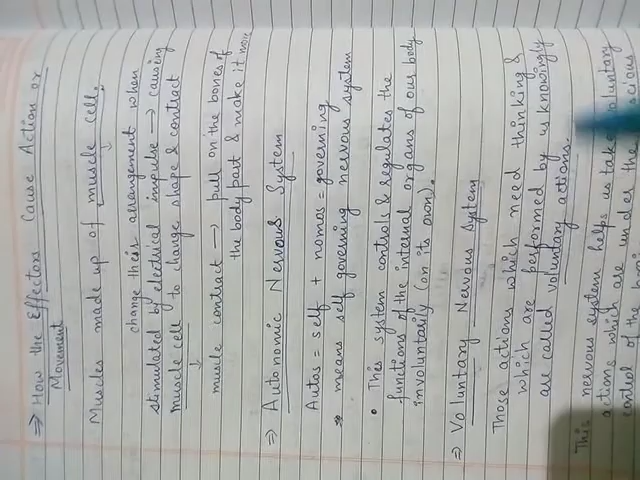 ⇒ How the Effectors Cause Action or
Movement
Muscles made up of muscle cell.
↓
change their arrangement when
stimulated by electrical impulse → causing
muscle cell to change shape & contract
↓
muscle contract → pull on the bones of
the body part & make it move
⇒ Autonomic Nervous System
Autos = self + nomas = governing
means self governing nervous system
• This system controls & regulates the
functions of the internal organs of our body
involuntarily (on its own).
⇒ Voluntary Nervous System
Those actions which need thinking &
which are performed by us knowingly
are called voluntary actions.
This nervous system helps us take voluntary
actions which are under the
control of the